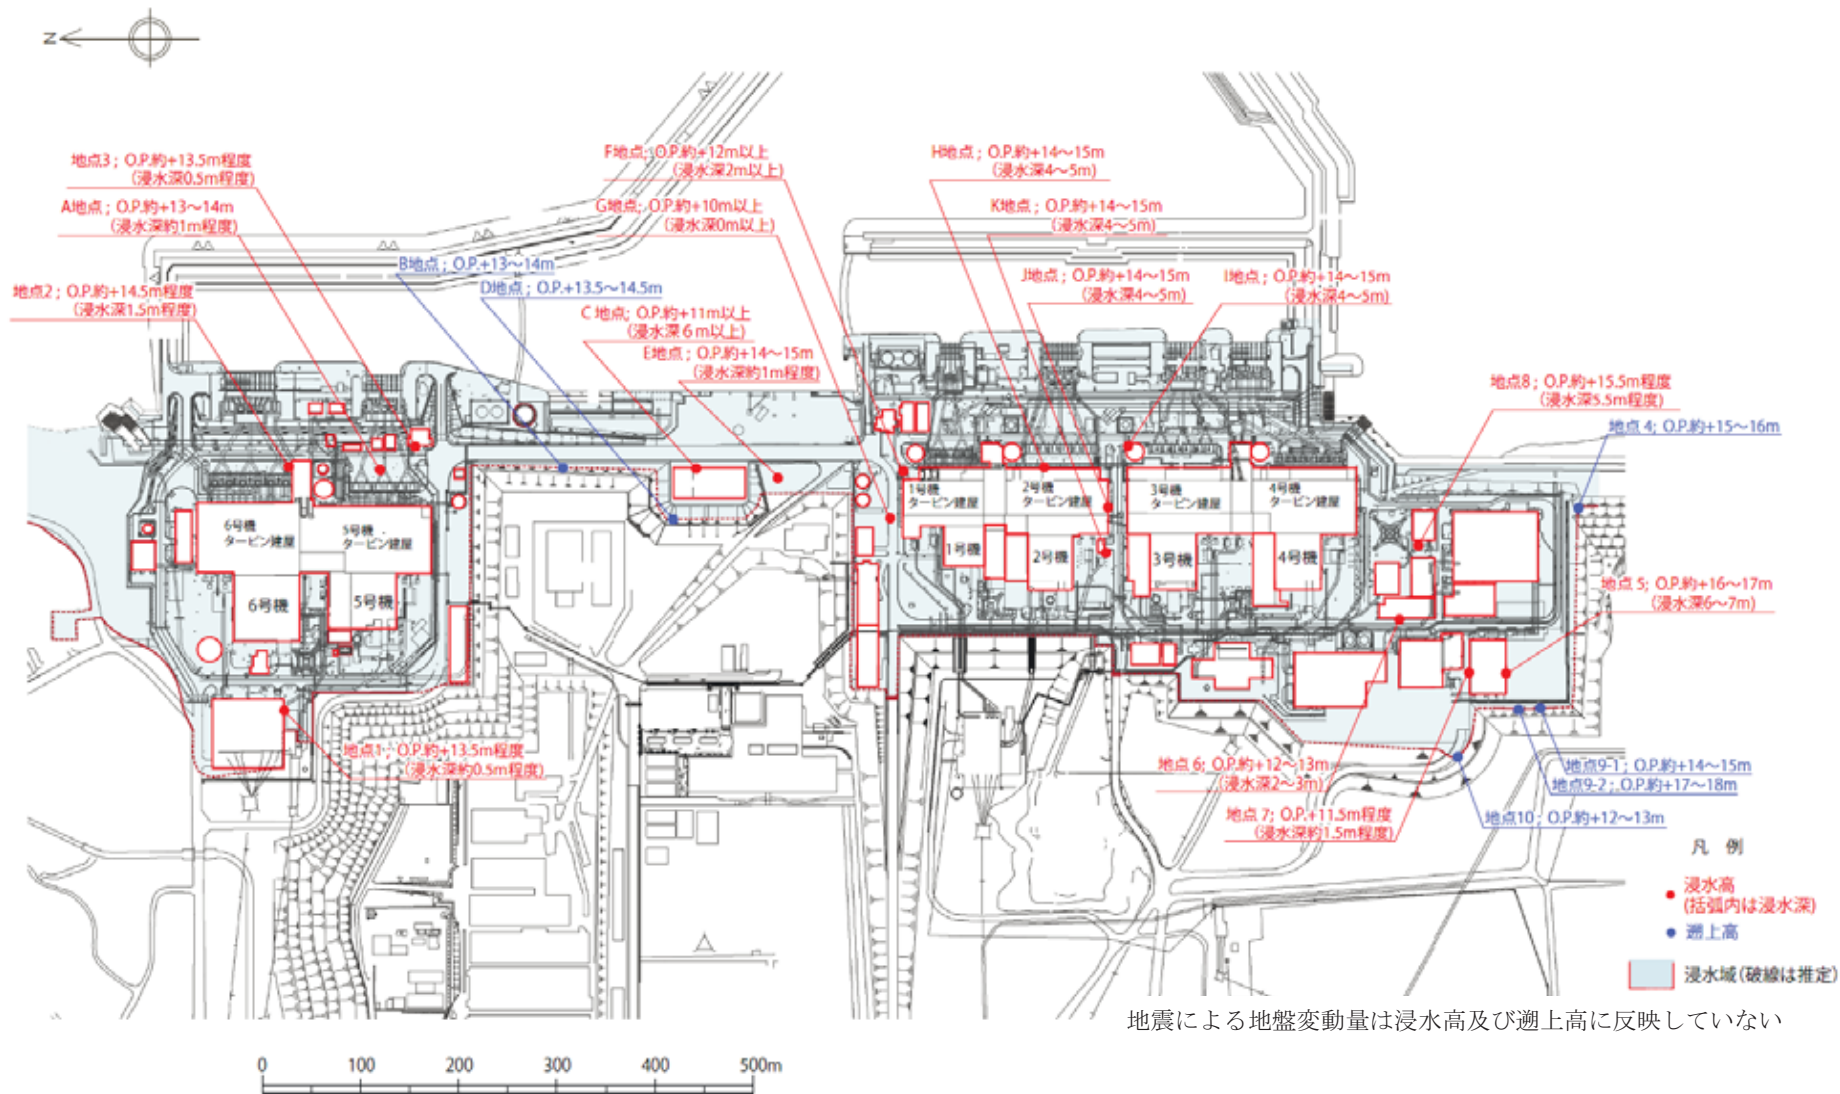 N
地点3 ; O.P.約+13.5m程度
(浸水深0.5m程度)
A地点 ; O.P.約+13～14m
(浸水深約1m程度)
地点2 ; O.P.約+14.5m程度
(浸水深1.5m程度)
B地点 ; O.P.+13～14m
D地点 ; O.P.+13.5～14.5m
C 地点; O.P.約+11m以上
(浸水深6m以上)
E地点 ; O.P.約+14～15m
(浸水深約1m程度)
F地点; O.P.約+12m以上
(浸水深2m以上)
G地点; O.P.約+10m以上
(浸水深0m以上)
H地点 ; O.P.約+14～15m
(浸水深4～5m)
K地点 ; O.P.約+14～15m
(浸水深4～5m)
J地点 ; O.P.約+14～15m
(浸水深4～5m)
I地点 ; O.P.約+14～15m
(浸水深4～5m)
地点8 ; O.P.約+15.5m程度
(浸水深5.5m程度)
地点 4; O.P.+15～16m
地点 5; O.P.約+16～17m
(浸水深6～7m)
6号機
タービン建屋
5号機
タービン建屋
6号機
5号機
1号機
タービン建屋
2号機
タービン建屋
3号機
タービン建屋
4号機
タービン建屋
1号機
2号機
3号機
4号機
地点1 ; O.P.約+13.5m程度
(浸水深約0.5m程度)
地点 6; O.P.約+12～13m
(浸水深2～3m)
地点 7; O.P.+11.5m程度
(浸水深約1.5m程度)
地点9-1 ; O.P.約+14～15m
地点9-2 ; O.P.約+17～18m
地点10 ; O.P.約+12～13m
凡 例
浸水高
(括弧内は浸水深)
遡上高
浸水域(破線は推定)
地震による地盤変動量は浸水高及び遡上高に反映していない
0 100 200 300 400 500m